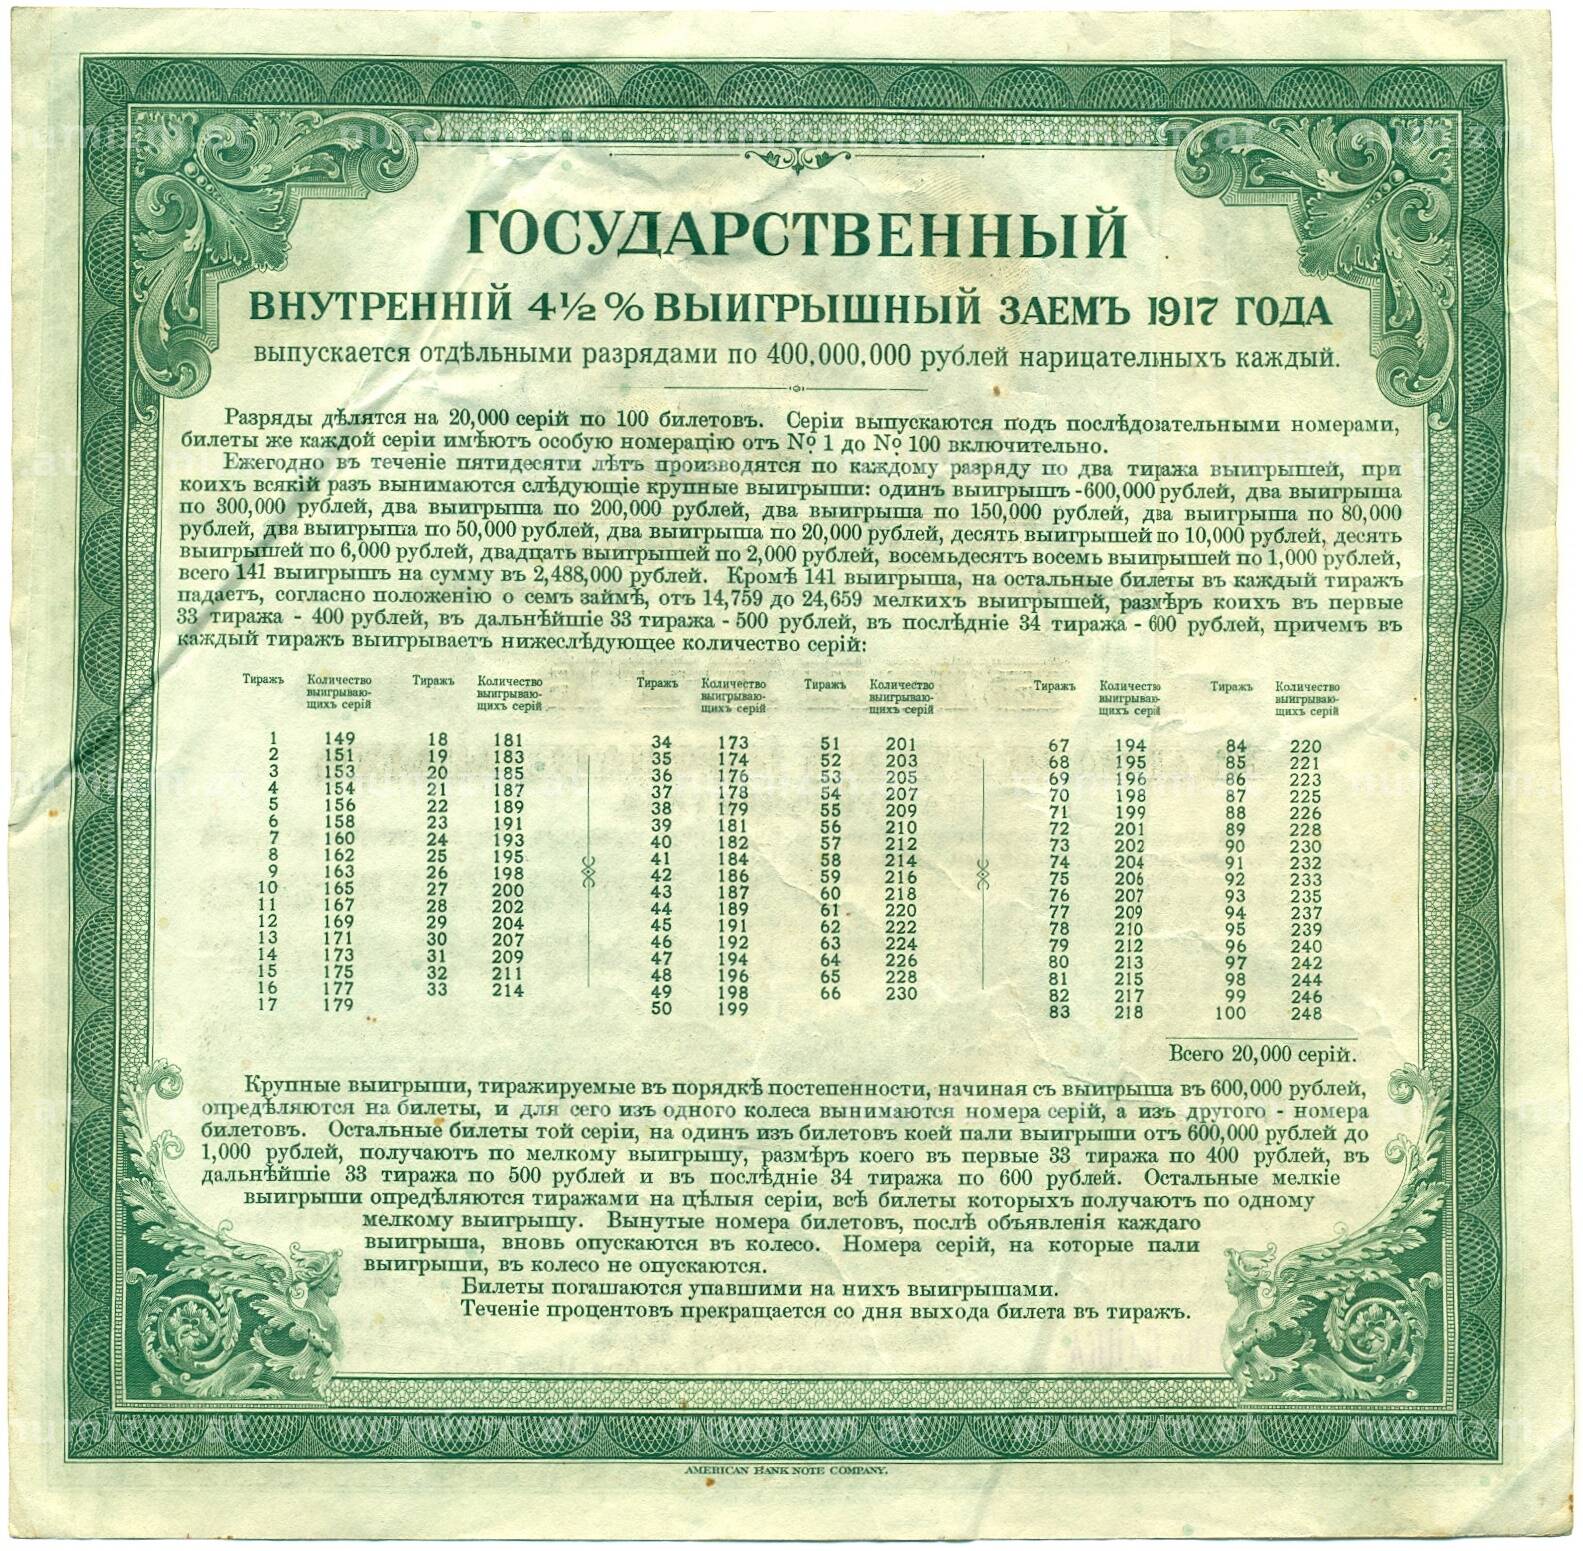 ГОСУДАРСТВЕННЫЙ
ВНУТРЕННІЙ 4½% ВЫИГРЫШНЫЙ ЗАЕМЪ 1917 ГОДА
выпускается отдѣльными разрядами по 400,000,000 рублей нарицательныхъ каждый.
Разряды дѣлятся на 20,000 серій по 100 билетовъ. Серіи выпускаются подъ послѣдовательными номерами,
билеты же каждой серіи имѣютъ особую номерацію отъ № 1 до № 100 включительно.
Ежегодно въ теченіе пятидесяти лѣтъ производятся по каждому разряду по два тиража выигрышей, при
коихъ всякій разъ вынимаются слѣдующіе крупные выигрыши: одинъ выигрышъ -600,000 рублей, два выигрыша
по 300,000 рублей, два выигрыша по 200,000 рублей, два выигрыша по 150,000 рублей, два выигрыша по 80,000
рублей, два выигрыша по 50,000 рублей, два выигрыша по 20,000 рублей, десять выигрышей по 10,000 рублей, десять
выигрышей по 6,000 рублей, двадцать выигрышей по 2,000 рублей, восемьдесятъ восемь выигрышей по 1,000 рублей,
всего 141 выигрышъ на сумму въ 2,488,000 рублей. Кромѣ 141 выигрыша, на остальные билеты въ каждый тиражъ
падаетъ, согласно положенію о семъ займѣ, отъ 14,759 до 24,659 мелкихъ выигрышей, размѣръ коихъ въ первые
33 тиража - 400 рублей, въ дальнѣйшіе 33 тиража - 500 рублей, въ послѣдніе 34 тиража - 600 рублей, причемъ въ
каждый тиражъ выигрываетъ нижеслѣдующее количество серій:
Тиражъ Количество выигрываю- щихъ серій Тиражъ Количество выигрываю- щихъ серій Тиражъ Количество выигрываю- щихъ серій Тиражъ Количество выигрываю- щихъ серій Тиражъ Количество выигрываю- щихъ серій Тиражъ Количество выигрываю- щихъ серій
1 149 18 181 34 173 51 201 67 194 84 220
2 151 19 183 35 174 52 203 68 195 85 221
3 153 20 185 36 176 53 205 69 196 86 223
4 154 21 187 37 178 54 207 70 198 87 225
5 156 22 189 38 179 55 209 71 199 88 226
6 158 23 191 39 181 56 210 72 201 89 228
7 160 24 193 40 182 57 212 73 202 90 230
8 162 25 195 41 184 58 214 74 204 91 232
9 163 26 198 42 186 59 216 75 206 92 233
10 165 27 200 43 187 60 218 76 207 93 235
11 167 28 202 44 189 61 220 77 209 94 237
12 169 29 204 45 191 62 222 78 210 95 239
13 171 30 207 46 192 63 224 79 212 96 240
14 173 31 209 47 194 64 226 80 213 97 242
15 175 32 211 48 196 65 228 81 215 98 244
16 177 33 214 49 198 66 230 82 217 99 246
17 179 50 199 83 218 100 248
Всего 20,000 серій.
Крупные выигрыши, тиражируемые въ порядкѣ постепенности, начиная съ выигрыша въ 600,000 рублей,
опредѣляются на билеты, и для сего изъ одного колеса вынимаются номера серій, а изъ другого - номера
билетовъ. Остальные билеты той серіи, на одинъ изъ билетовъ коей пали выигрыши отъ 600,000 рублей до
1,000 рублей, получаютъ по мелкому выигрышу, размѣръ коего въ первые 33 тиража по 400 рублей, въ
дальнѣйшіе 33 тиража по 500 рублей и въ послѣдніе 34 тиража по 600 рублей. Остальные мелкіе
выигрыши опредѣляются тиражами на цѣлыя серіи, всѣ билеты которыхъ получаютъ по одному
мелкому выигрышу. Вынутые номера билетовъ, послѣ объявленія каждаго
выигрыша, вновь опускаются въ колесо. Номера серій, на которые пали
выигрыши, въ колесо не опускаются.
Билеты погашаются упавшими на нихъ выигрышами.
Теченіе процентовъ прекращается со дня выхода билета въ тиражъ.
AMERICAN BANK NOTE COMPANY.
numizm.at